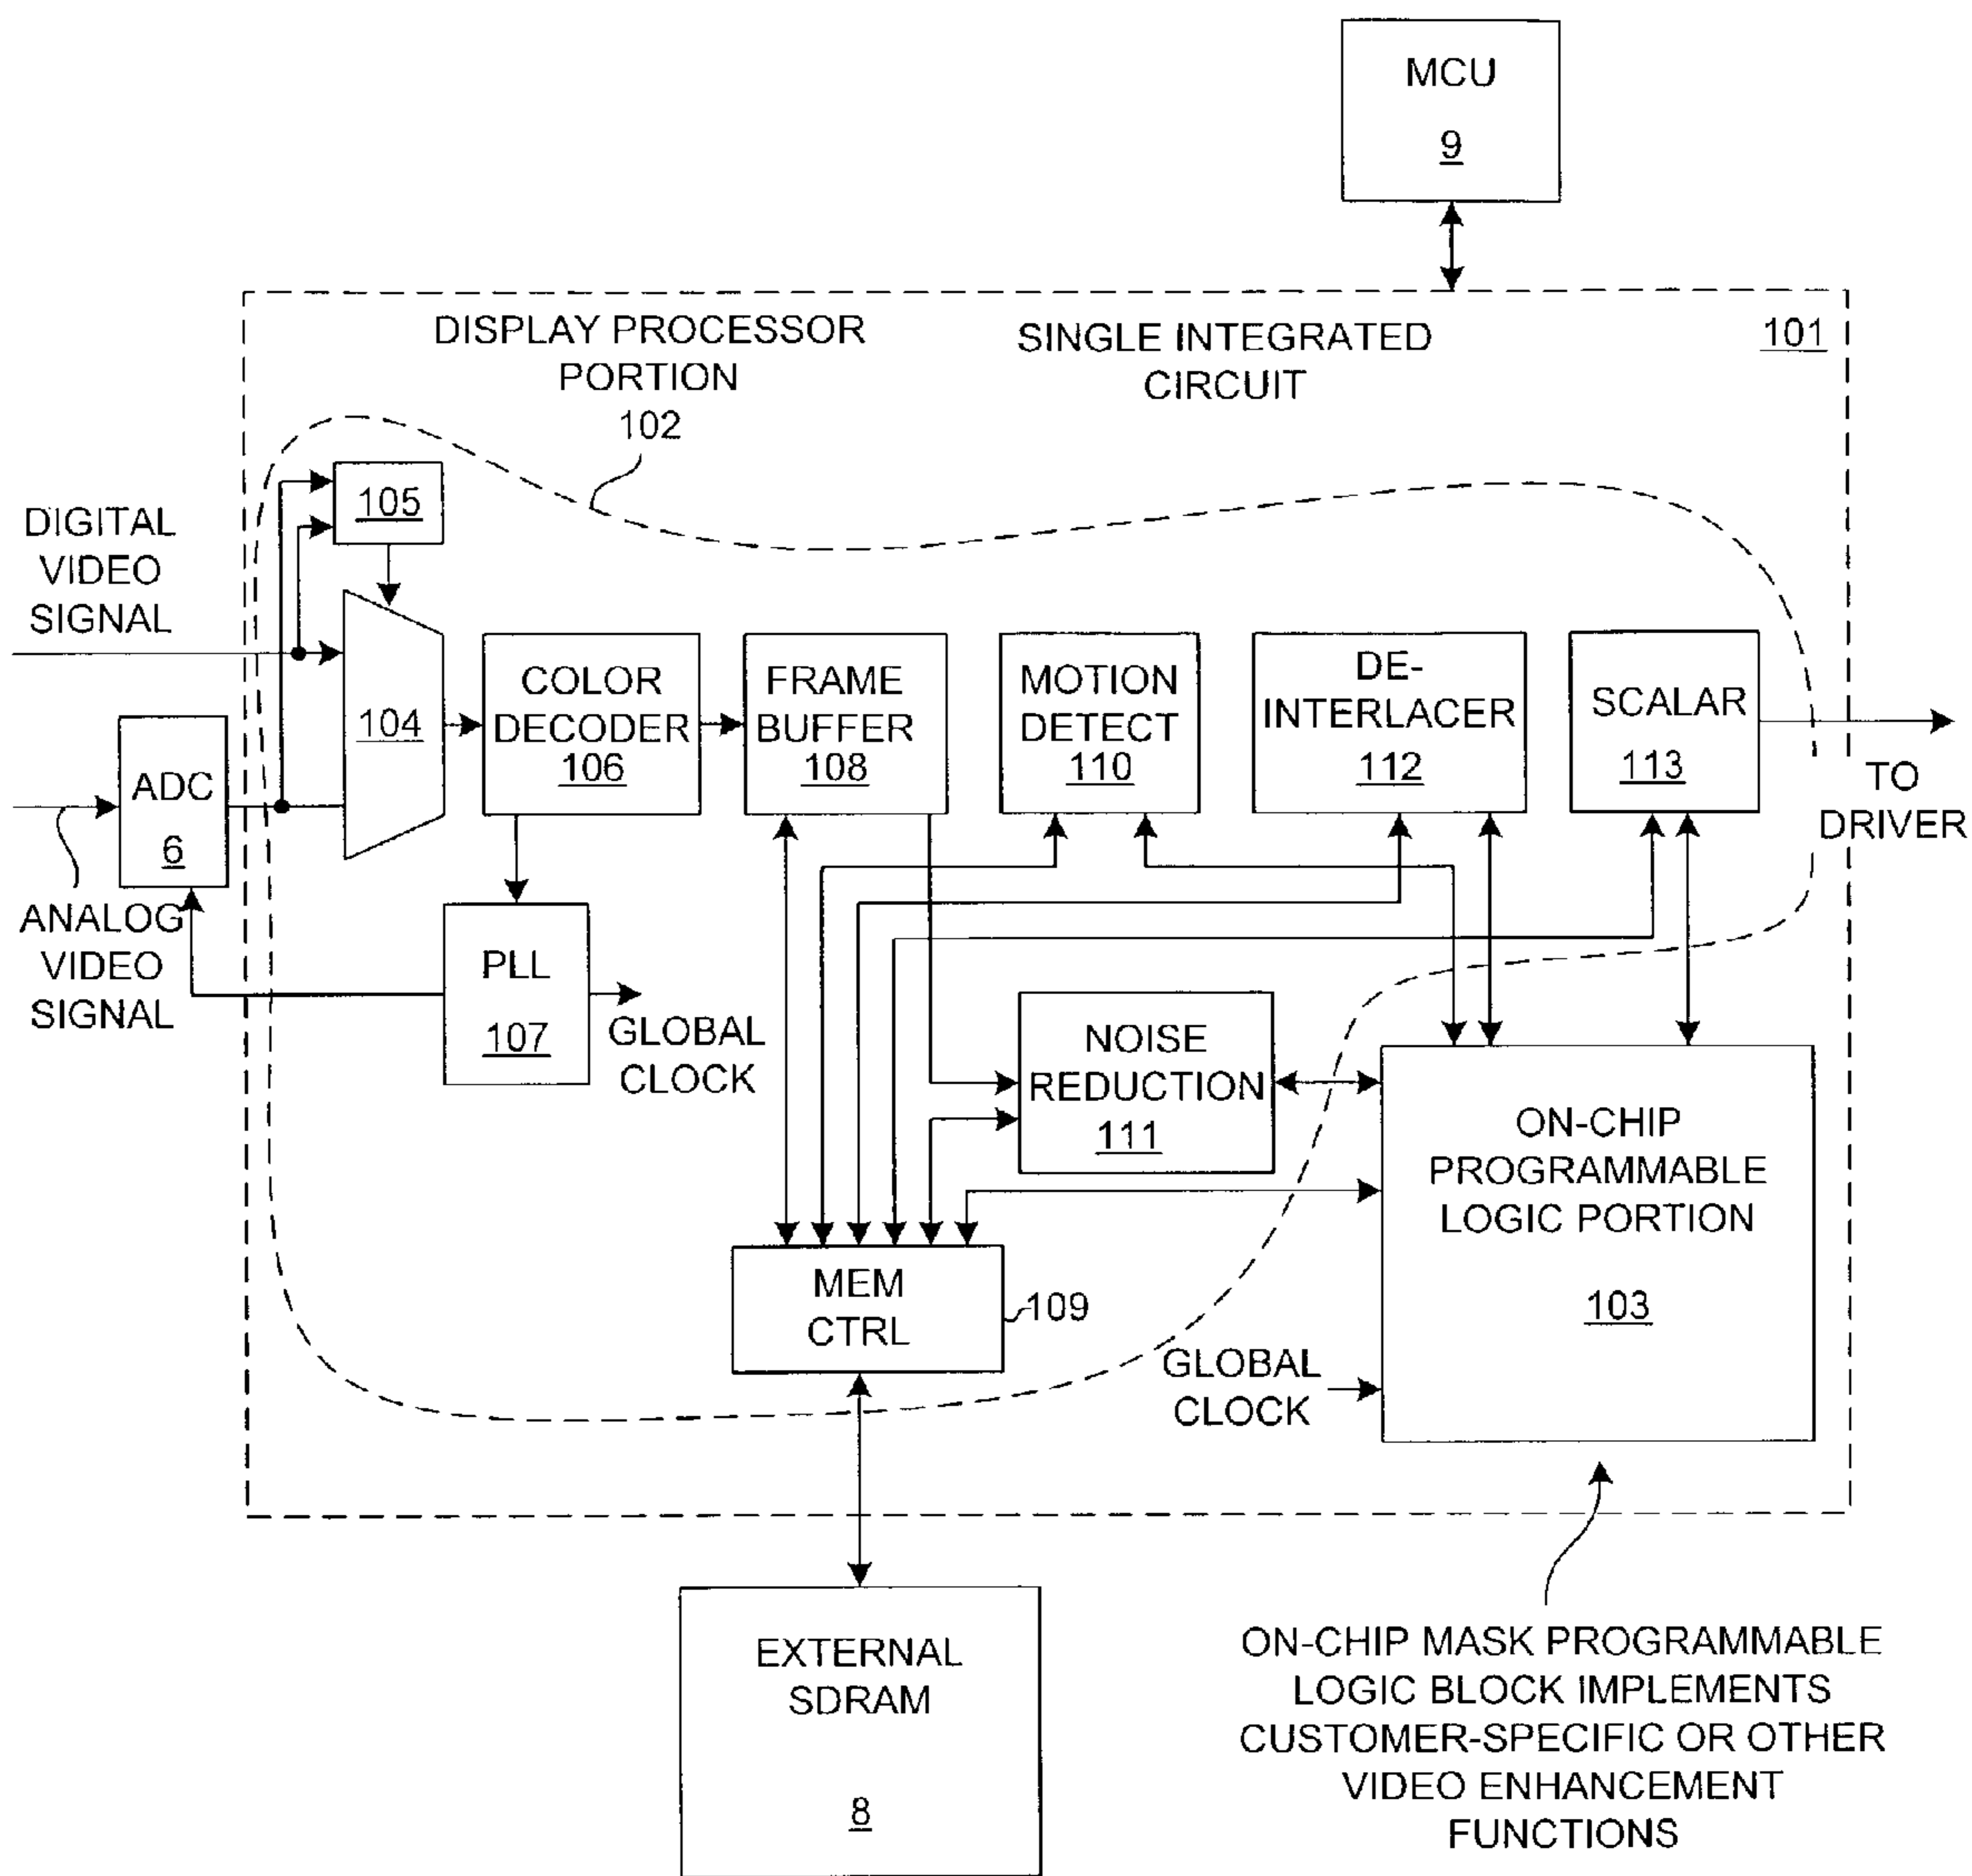 MCU
9
DISPLAY PROCESSOR
PORTION
102
SINGLE INTEGRATED
CIRCUIT
101
105
DIGITAL
VIDEO
SIGNAL
104
COLOR
DECODER
106
FRAME
BUFFER
108
MOTION
DETECT
110
DE-
INTERLACER
112
SCALAR
113
TO
DRIVER
ADC
6
ANALOG
VIDEO
SIGNAL
PLL
107
GLOBAL
CLOCK
NOISE
REDUCTION
111
ON-CHIP
PROGRAMMABLE
LOGIC PORTION
103
MEM
CTRL
109
GLOBAL
CLOCK
EXTERNAL
SDRAM
8
ON-CHIP MASK PROGRAMMABLE
LOGIC BLOCK IMPLEMENTS
CUSTOMER-SPECIFIC OR OTHER
VIDEO ENHANCEMENT
FUNCTIONS